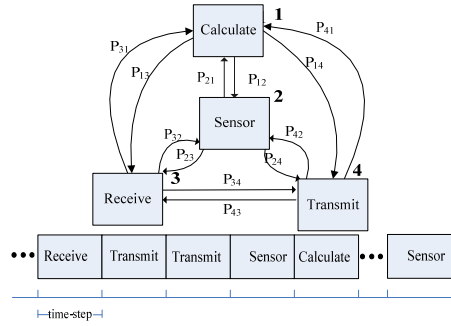 Calculate 1
P31 P13 P21 P12 P14 P41
Sensor 2
P32 P23 P24 P42
Receive 3
P34
P43
Transmit 4
••• Receive Transmit Transmit Sensor Calculate ••• Sensor
time-step